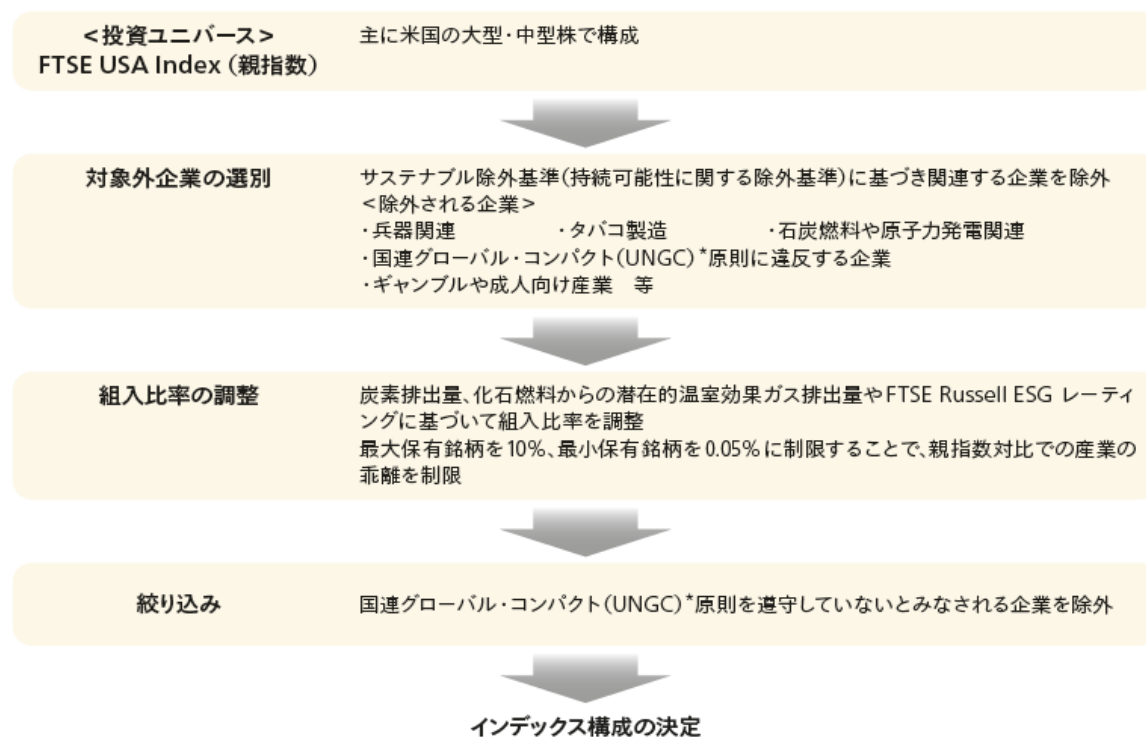 <投資ユニバース>
FTSE USA Index（親指数）
主に米国の大型・中型株で構成
対象外企業の選別
サステナブル除外基準（持続可能性に関する除外基準）に基づき関連する企業を除外
<除外される企業>
・兵器関連　・タバコ製造　・石炭燃料や原子力発電関連
・国連グローバル・コンパクト（UNGC）*原則に違反する企業
・ギャンブルや成人向け産業　等
組入比率の調整
炭素排出量、化石燃料からの潜在的温室効果ガス排出量やFTSE Russell ESG レーティ
ングに基づいて組入比率を調整
最大保有銘柄を10%、最小保有銘柄を0.05%に制限することで、親指数対比での産業の
乖離を制限
絞り込み
国連グローバル・コンパクト（UNGC）*原則を遵守していないとみなされる企業を除外
インデックス構成の決定